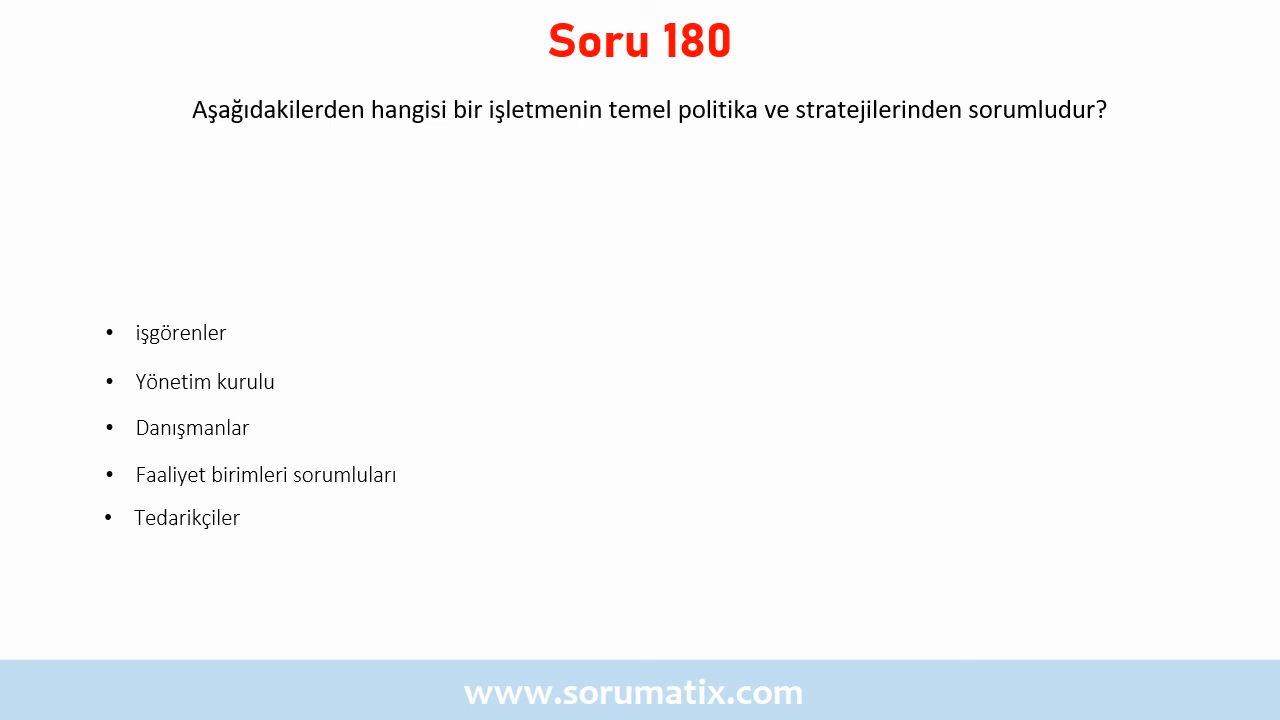 Soru 180
Aşağıdakilerden hangisi bir işletmenin temel politika ve stratejilerinden sorumludur?
• işgörenler
• Yönetim kurulu
• Danışmanlar
• Faaliyet birimleri sorumluları
• Tedarikçiler
www.sorumatix.com